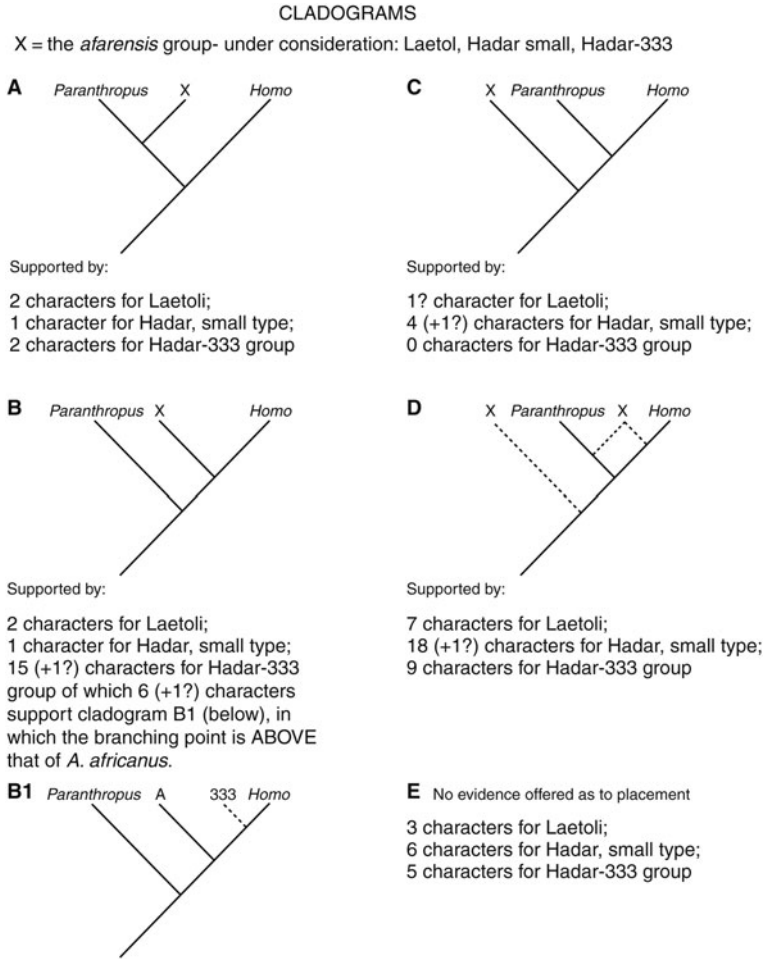 CLADOGRAMS
X = the afarensis group- under consideration: Laetol, Hadar small, Hadar-333
A
Paranthropus X Homo
Supported by:
2 characters for Laetoli;
1 character for Hadar, small type;
2 characters for Hadar-333 group
C
X Paranthropus Homo
Supported by:
1? character for Laetoli;
4 (+1?) characters for Hadar, small type;
0 characters for Hadar-333 group
B
Paranthropus X Homo
Supported by:
2 characters for Laetoli;
1 character for Hadar, small type;
15 (+1?) characters for Hadar-333
group of which 6 (+1?) characters
support cladogram B1 (below), in
which the branching point is ABOVE
that of A. africanus.
D
X Paranthropus X Homo
Supported by:
7 characters for Laetoli;
18 (+1?) characters for Hadar, small type;
9 characters for Hadar-333 group
B1 Paranthropus A 333 Homo
E No evidence offered as to placement
3 characters for Laetoli;
6 characters for Hadar, small type;
5 characters for Hadar-333 group